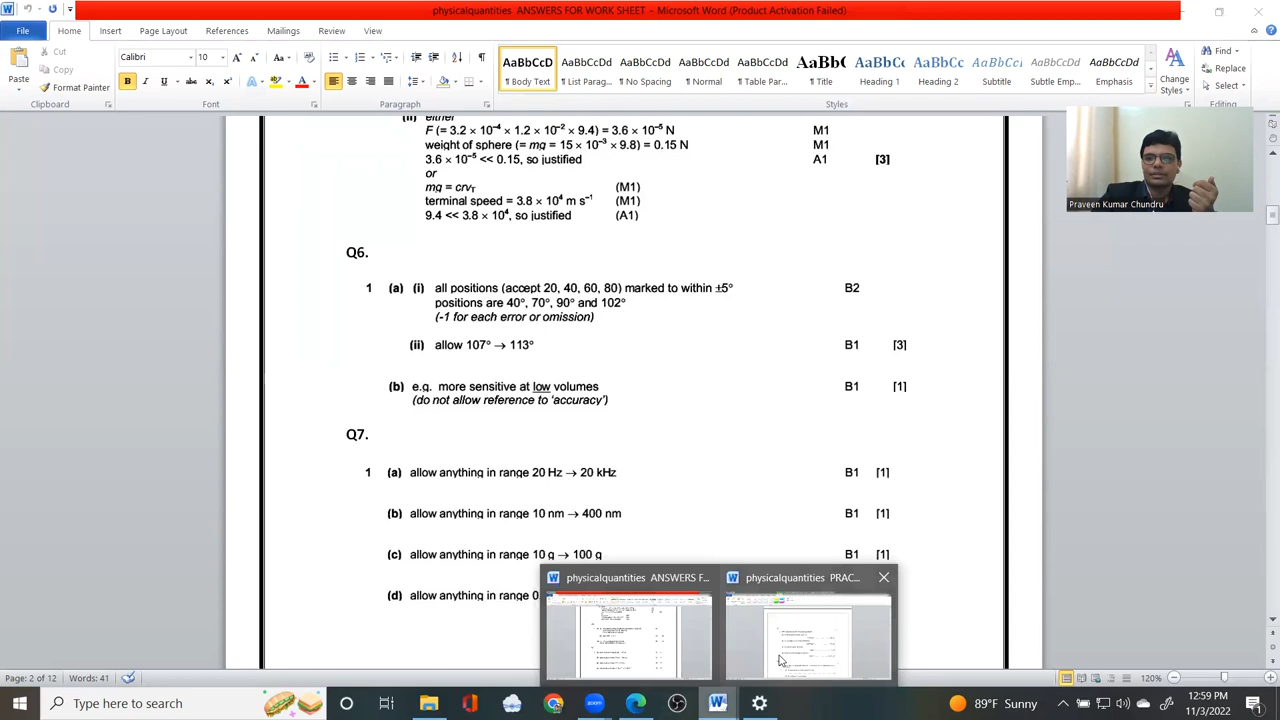 physicalquantities ANSWERS FOR WORK SHEET - Microsoft Word (Product Activation Failed)
File Home Insert Page Layout References Mailings Review View
Cut
Copy
Format Painter
Paste
Calibri 10
AaBbCcD AaBbCcDd AaBbCcDd AaBbCcDd AaBbCcDd AaBb( AaBbCc AaBbCc AaBbCc AaBbCcDd AaBbCcDd
¶ Body Text ¶ List Parag... ¶ No Spacing ¶ Normal ¶ Table Par... ¶ Title Heading 1 Heading 2 Subtitle Subtle Emp... Emphasis
Change Styles
Find
Replace
Select
Clipboard Font Paragraph Styles Editing
(ii) either
F (= 3.2 × 10⁻⁴ × 1.2 × 10⁻² × 9.4) = 3.6 × 10⁻⁵ N M1
weight of sphere (= mg = 15 × 10⁻³ × 9.8) = 0.15 N M1
3.6 × 10⁻⁵ << 0.15, so justified A1 [3]
or
mg = crvT (M1)
terminal speed = 3.8 × 10⁴ m s⁻¹ (M1)
9.4 << 3.8 × 10⁴, so justified (A1)
Praveen Kumar Chundru
Q6.
1 (a) (i) all positions (accept 20, 40, 60, 80) marked to within ±5° B2
positions are 40°, 70°, 90° and 102°
(-1 for each error or omission)
(ii) allow 107° → 113° B1 [3]
(b) e.g. more sensitive at low volumes B1 [1]
(do not allow reference to 'accuracy')
Q7.
1 (a) allow anything in range 20 Hz → 20 kHz B1 [1]
(b) allow anything in range 10 nm → 400 nm B1 [1]
(c) allow anything in range 10 g → 100 g B1 [1]
(d) allow anything in range 0
physicalquantities ANSWERS F... physicalquantities PRAC...
Page: 2 of 12 120%
Type here to search
89°F Sunny
12:59 PM
11/3/2022